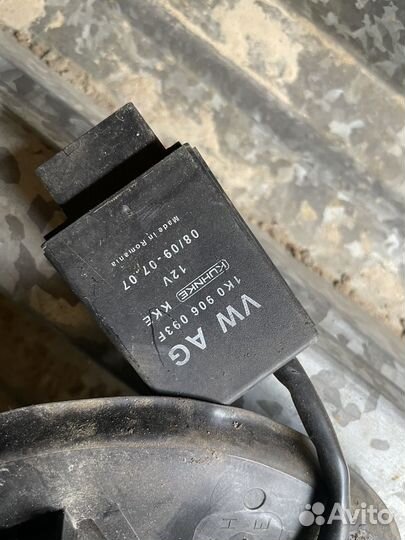 VW AG
1K0 906 093F
KUHNKE KKE
12V
08/09-07.07
Made in Romania
H E
Avito